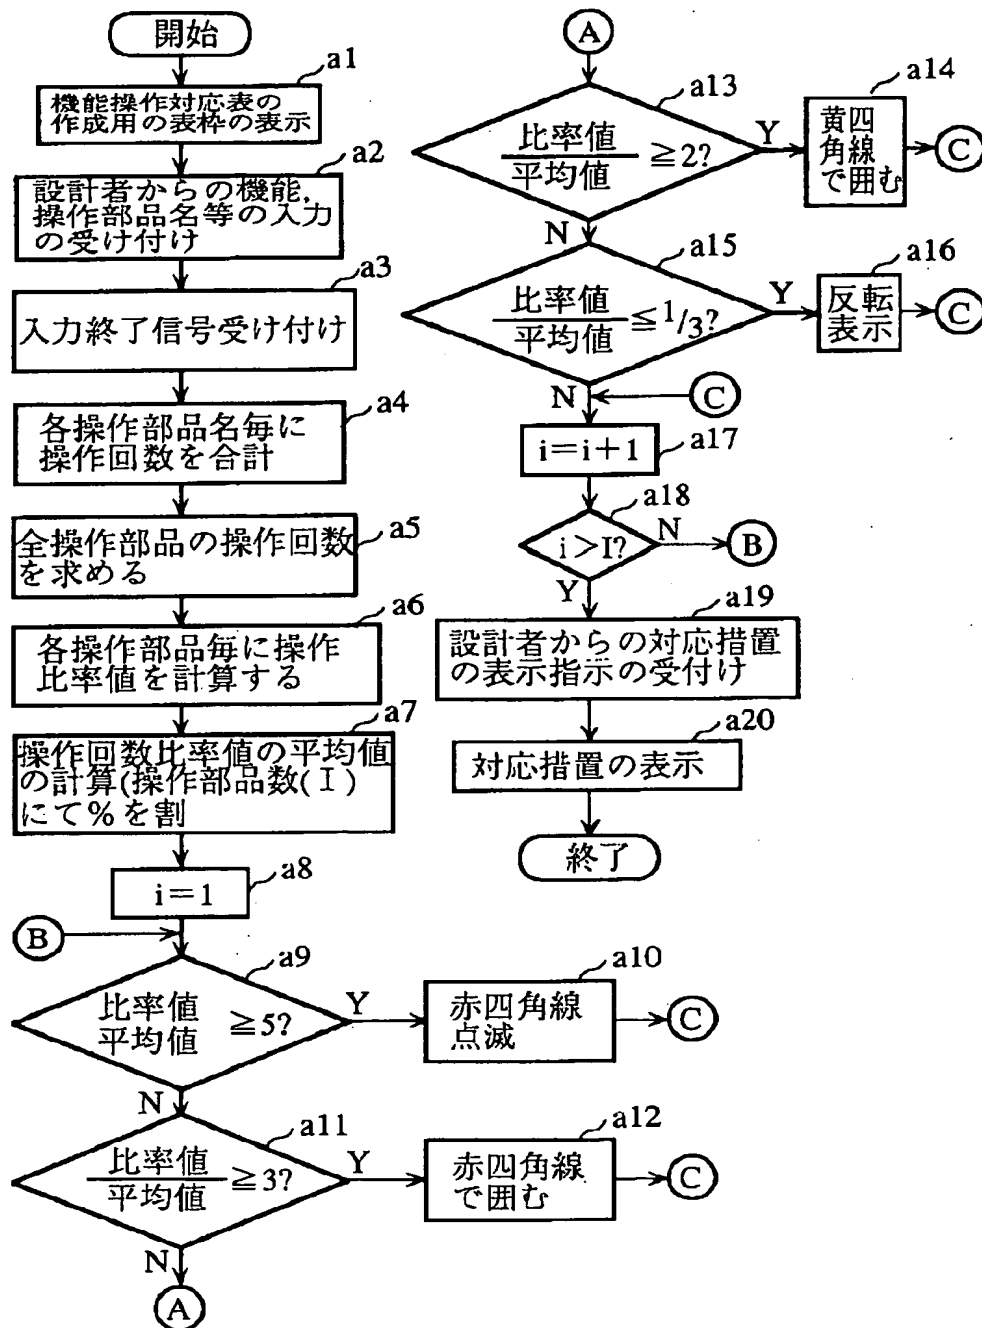 開始
a1
機能操作対応表の
作成用の表枠の表示
a2
設計者からの機能,
操作部品名等の入力
の受け付け
a3
入力終了信号受け付け
a4
各操作部品名毎に
操作回数を合計
a5
全操作部品の操作回数
を求める
a6
各操作部品毎に操作
比率値を計算する
a7
操作回数比率値の平均値
の計算(操作部品数(I)
にて%を割
a8
i=1
B
a9
比率値
平均値
≧5?
Y
a10
赤四角線
点滅
C
N
a11
比率値
平均値
≧3?
Y
a12
赤四角線
で囲む
C
N
A
A
a13
比率値
平均値
≧2?
Y
a14
黄四
角線
で囲む
C
N
a15
比率値
平均値
≦1/3?
Y
a16
反転
表示
C
N
C
a17
i=i+1
a18
i>I?
N
B
Y
a19
設計者からの対応措置
の表示指示の受付け
a20
対応措置の表示
終了